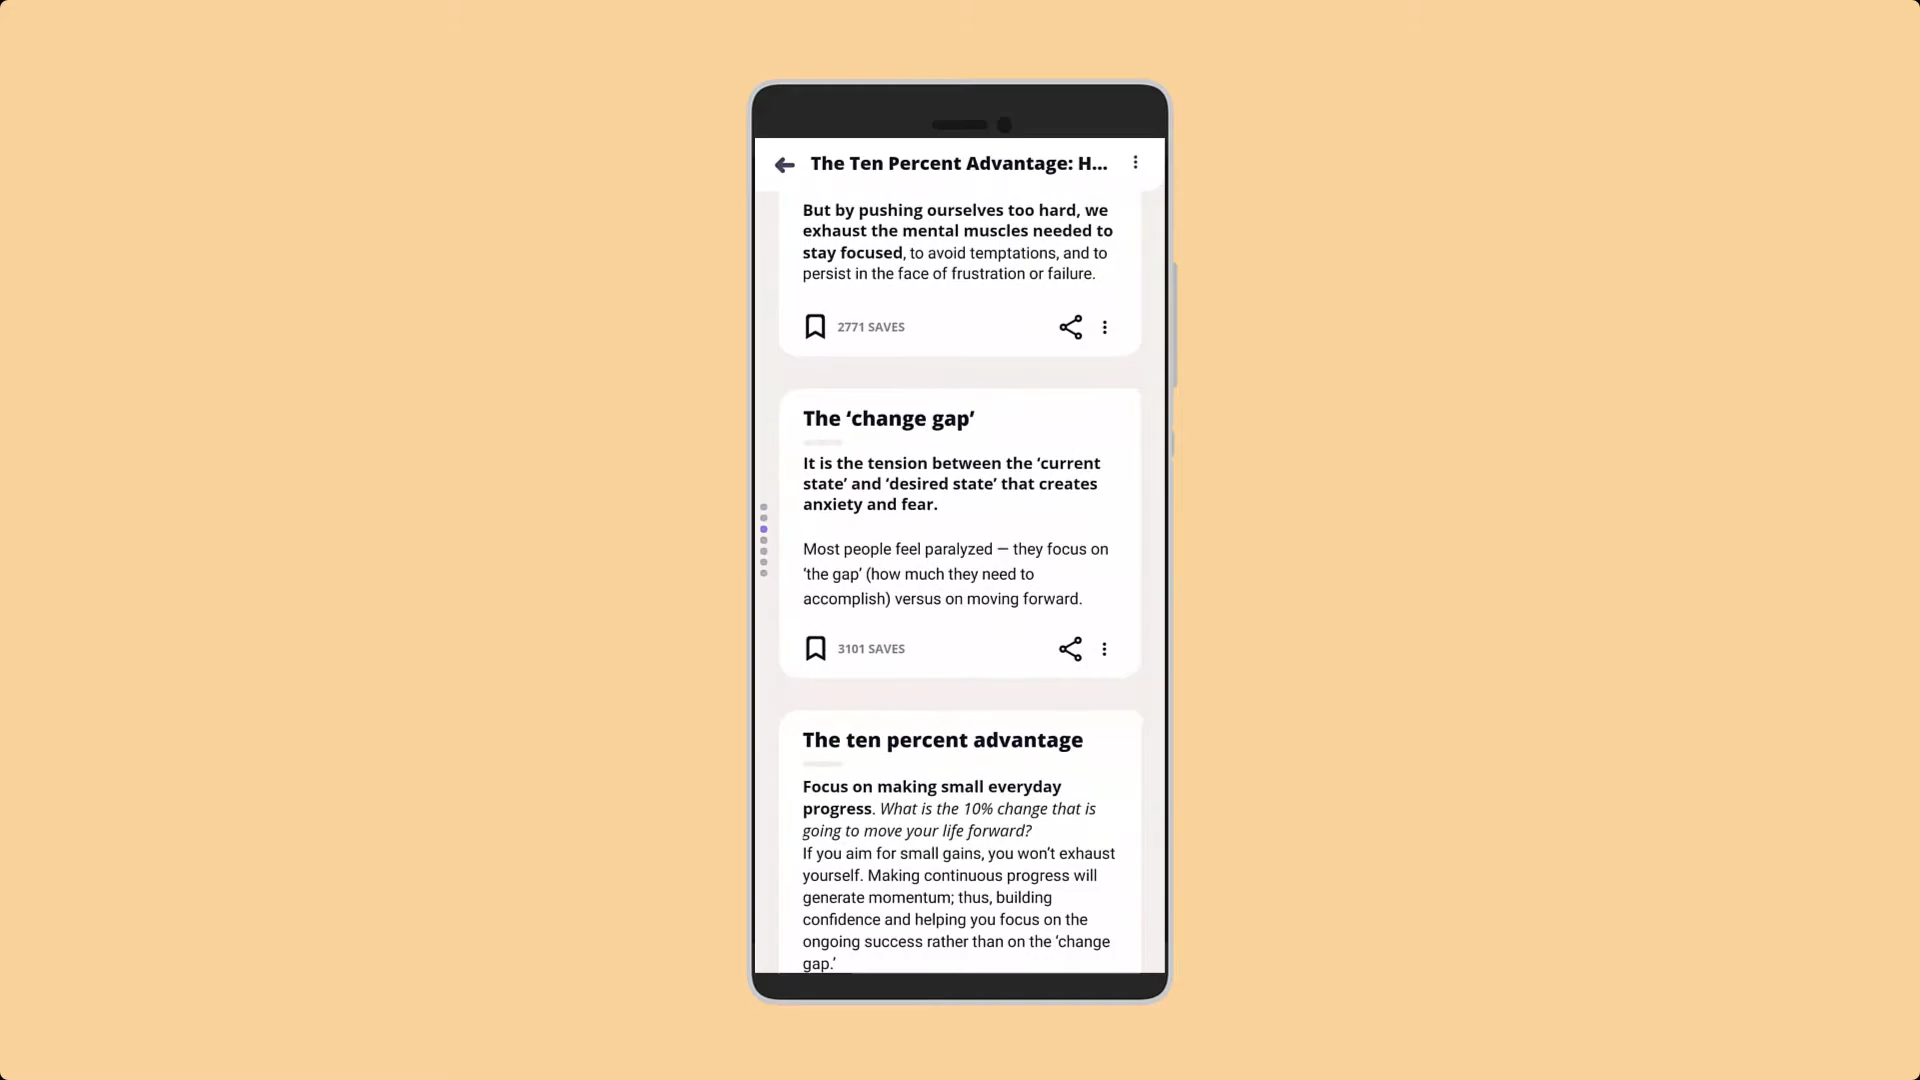 The Ten Percent Advantage: H...
But by pushing ourselves too hard, we
exhaust the mental muscles needed to
stay focused, to avoid temptations, and to
persist in the face of frustration or failure.
2771 SAVES
The ‘change gap’
It is the tension between the ‘current
state’ and ‘desired state’ that creates
anxiety and fear.
Most people feel paralyzed — they focus on
‘the gap’ (how much they need to
accomplish) versus on moving forward.
3101 SAVES
The ten percent advantage
Focus on making small everyday
progress. What is the 10% change that is
going to move your life forward?
If you aim for small gains, you won’t exhaust
yourself. Making continuous progress will
generate momentum; thus, building
confidence and helping you focus on the
ongoing success rather than on the ‘change
gap.’